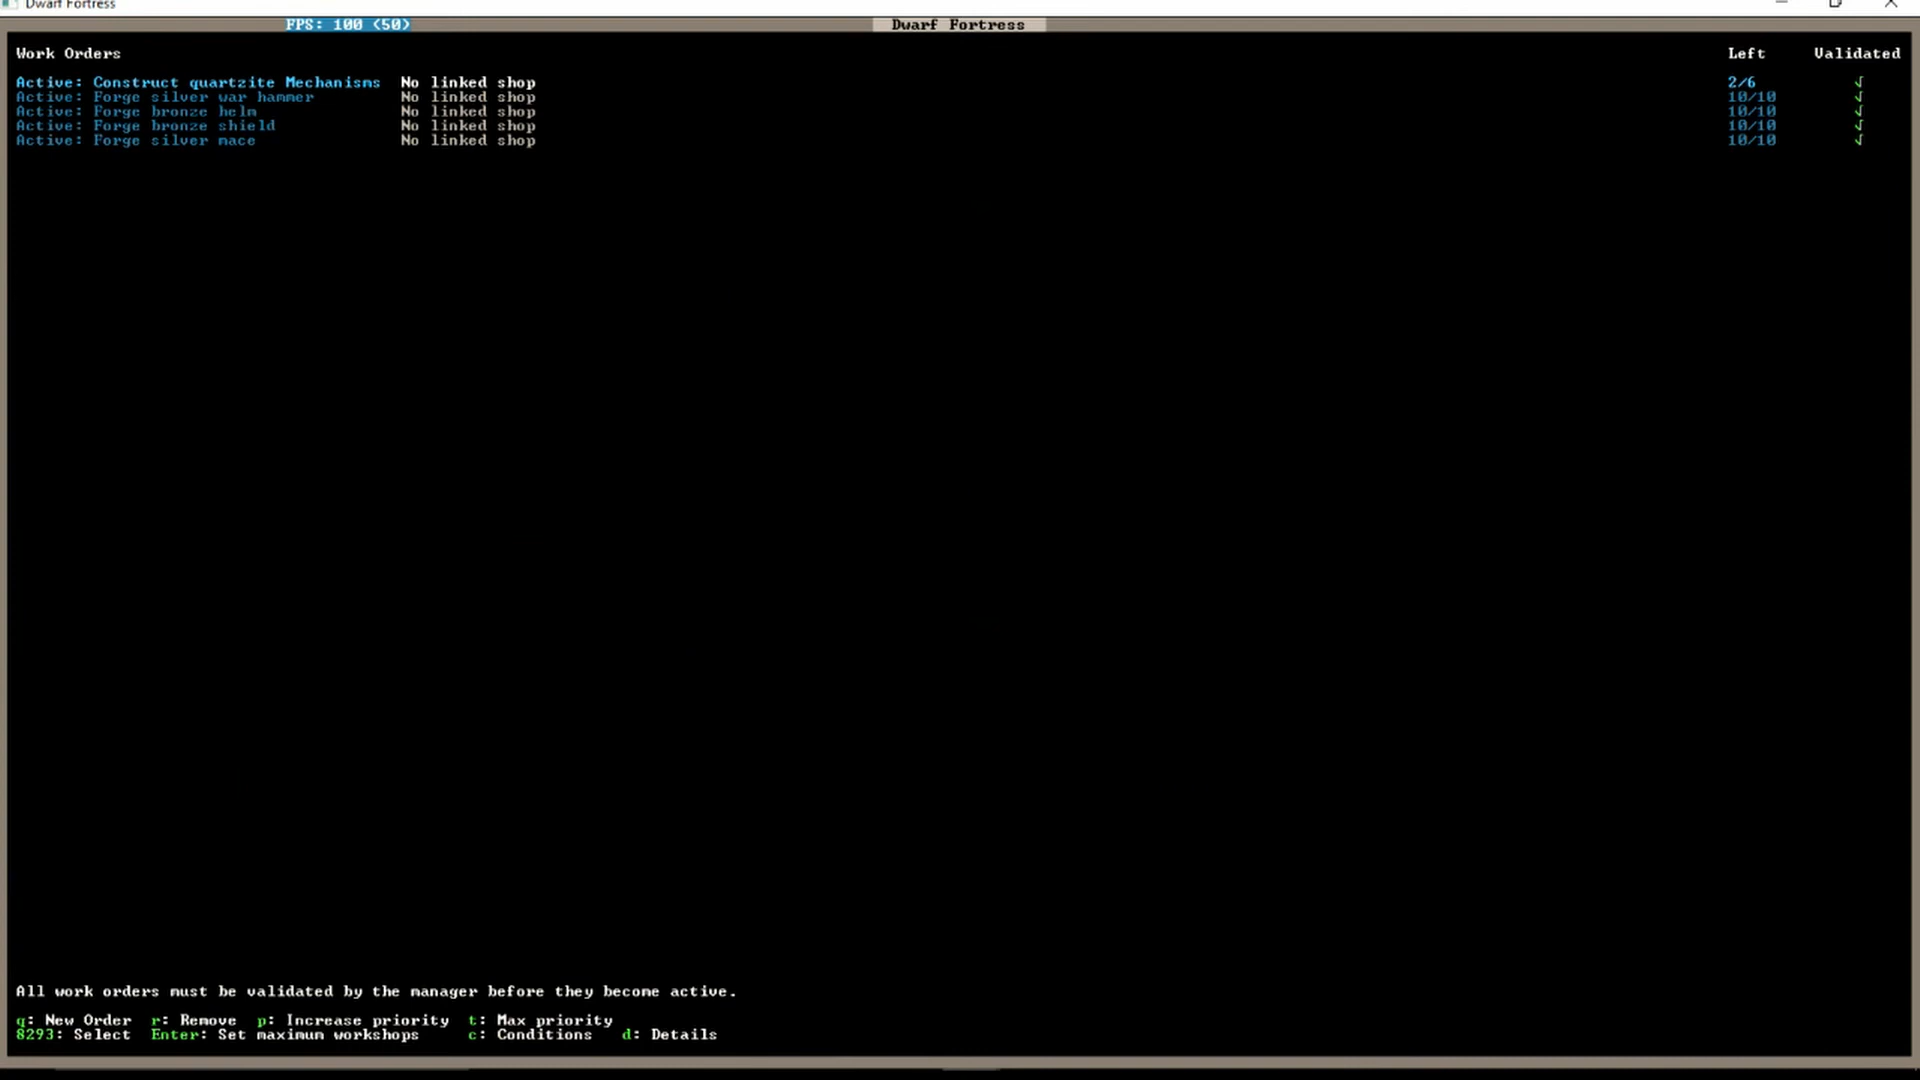 Dwarf Fortress
FPS: 100 (50) Dwarf Fortress
Work Orders Left Validated
Active: Construct quartzite Mechanisms No linked shop 2/6 √
Active: Forge silver war hammer No linked shop 10/10 √
Active: Forge bronze helm No linked shop 10/10 √
Active: Forge bronze shield No linked shop 10/10 √
Active: Forge silver mace No linked shop 10/10 √
All work orders must be validated by the manager before they become active.
q: New Order r: Remove p: Increase priority t: Max priority
8293: Select Enter: Set maximum workshops c: Conditions d: Details